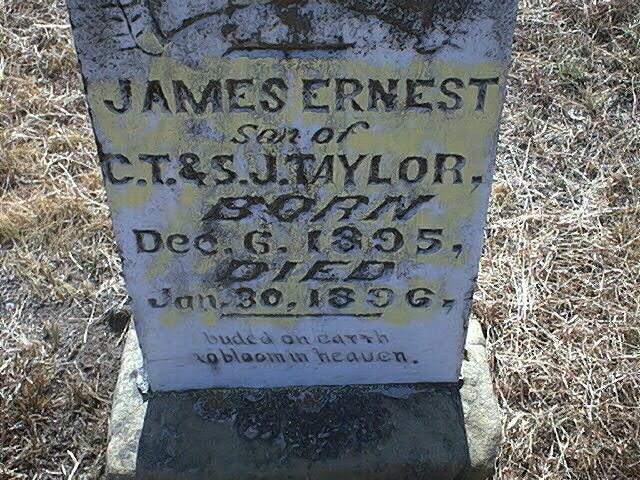 JAMES ERNEST
son of
C.T.&S.J.TAYLOR,
BORN
Dec. 6. 1895,
DIED
Jan. 30, 1896,
buded on earth
to bloom in heaven.